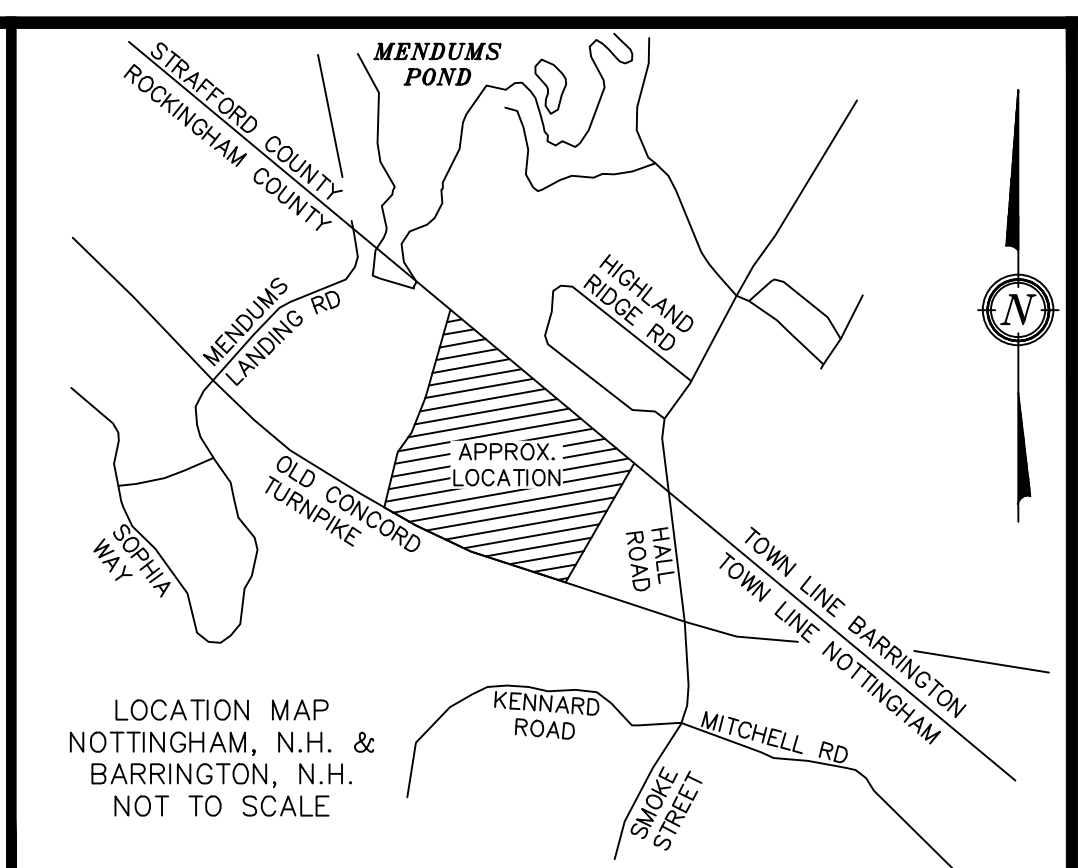 MENDUMS
POND
STRAFFORD COUNTY
ROCKINGHAM COUNTY
HIGHLAND
RIDGE RD
N
MENDUMS
LANDING RD
APPROX.
LOCATION
OLD CONCORD
TURNPIKE
SOPHIA
WAY
HALL
ROAD
TOWN LINE BARRINGTON
TOWN LINE NOTTINGHAM
KENNARD
ROAD
MITCHELL RD
SMOKE
STREET
LOCATION MAP
NOTTINGHAM, N.H. &
BARRINGTON, N.H.
NOT TO SCALE